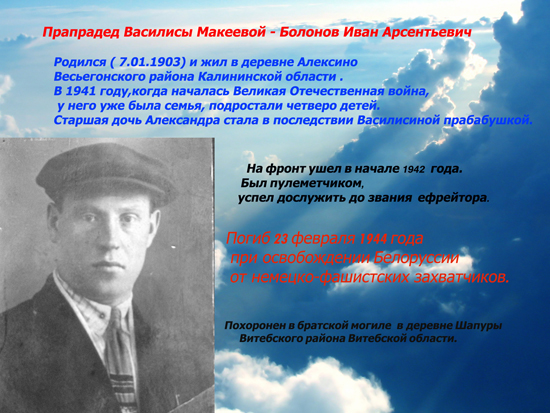 Прапрадед Василисы Макеевой - Болонов Иван Арсентьевич
Родился ( 7.01.1903) и жил в деревне Алексино
Весьегонского района Калининской области .
В 1941 году,когда началась Великая Отечественная война,
у него уже была семья, подростали четверо детей.
Старшая дочь Александра стала в последствии Василисиной прабабушкой.
На фронт ушел в начале 1942 года.
Был пулеметчиком,
успел дослужить до звания ефрейтора.
Погиб 23 февраля 1944 года
при освобождении Белоруссии
от немецко-фашистских захватчиков.
Похоронен в братской могиле в деревне Шапуры
Витебского района Витебской области.